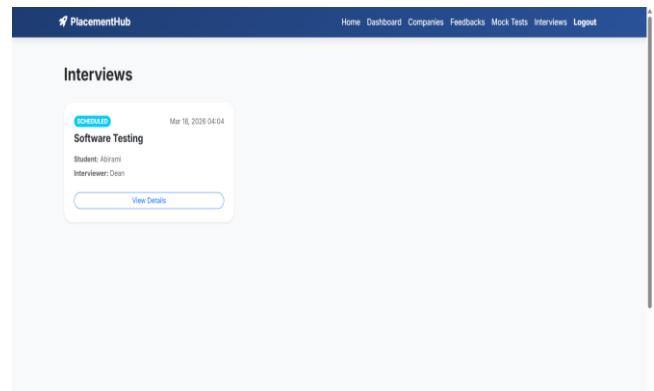 PlacementHub
Home Dashboard Companies Feedbacks Mock Tests Interviews Logout
Interviews
SCHEDULED Mar 18, 2026 04:04
Software Testing
Student: Abirami
Interviewer: Dean
View Details